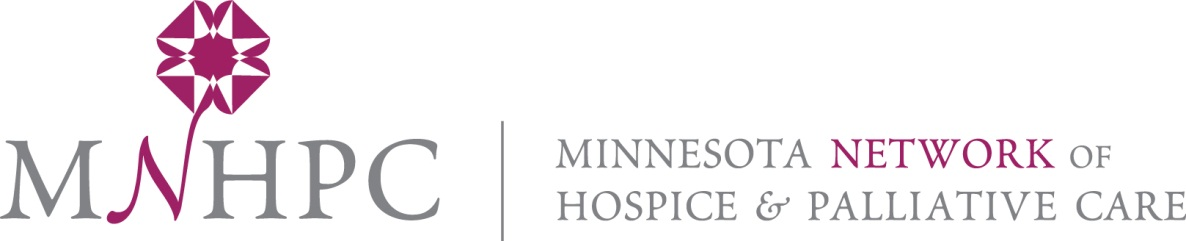 MNHPC
MINNESOTA NETWORK OF
HOSPICE & PALLIATIVE CARE